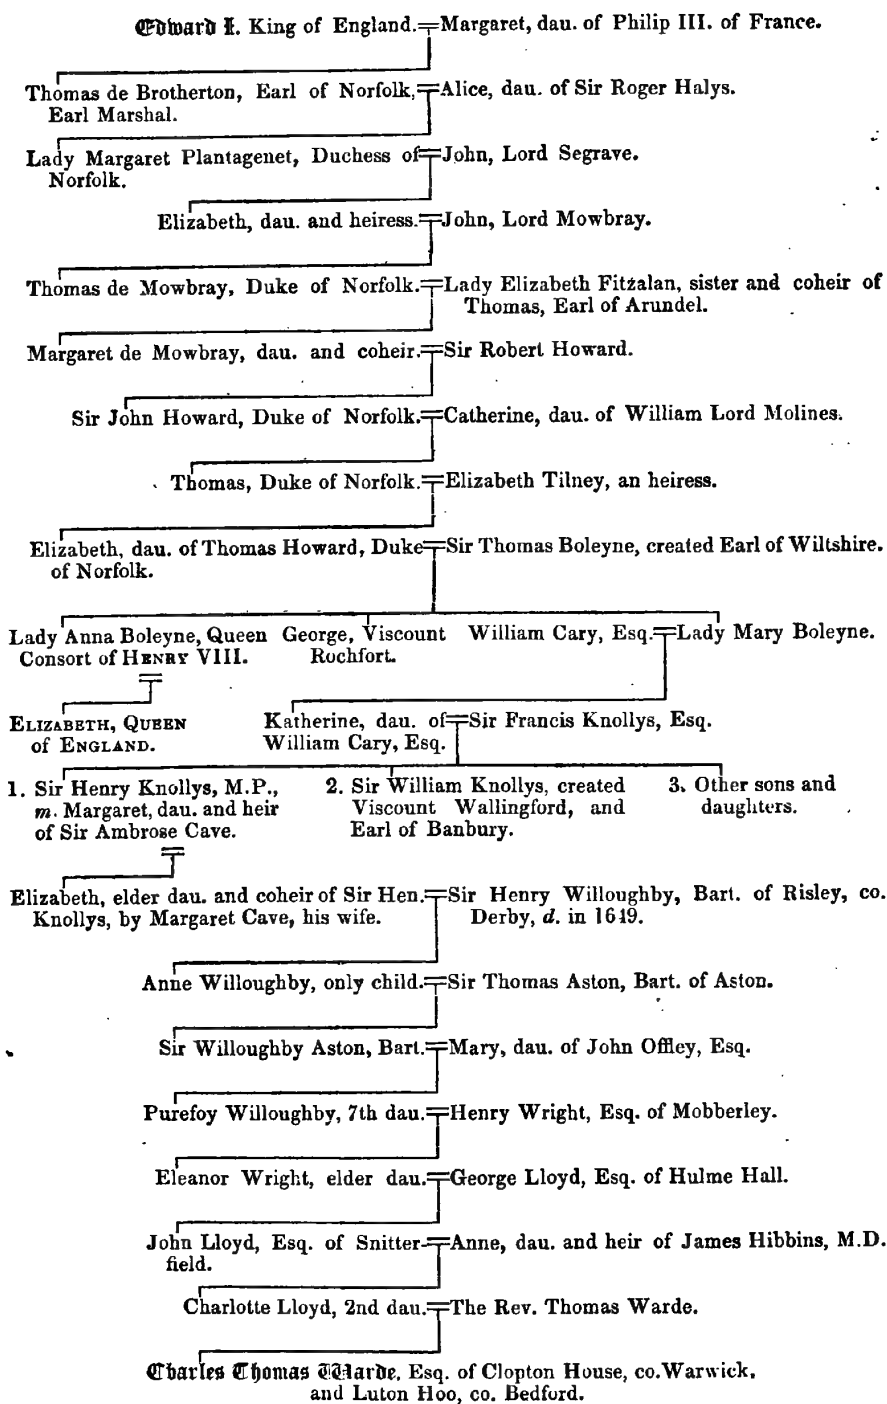 Edward I. King of England.=Margaret, dau. of Philip III. of France.
Thomas de Brotherton, Earl of Norfolk,=Alice, dau. of Sir Roger Halys.
Earl Marshal.
Lady Margaret Plantagenet, Duchess of=John, Lord Segrave.
Norfolk.
Elizabeth, dau. and heiress.=John, Lord Mowbray.
Thomas de Mowbray, Duke of Norfolk.=Lady Elizabeth Fitzalan, sister and coheir of
Thomas, Earl of Arundel.
Margaret de Mowbray, dau. and coheir.=Sir Robert Howard.
Sir John Howard, Duke of Norfolk.=Catherine, dau. of William Lord Molines.
Thomas, Duke of Norfolk.=Elizabeth Tilney, an heiress.
Elizabeth, dau. of Thomas Howard, Duke=Sir Thomas Boleyne, created Earl of Wiltshire.
of Norfolk.
Lady Anna Boleyne, Queen
Consort of HENRY VIII.
George, Viscount
Rochfort.
William Cary, Esq.=Lady Mary Boleyne.
ELIZABETH, QUEEN
of ENGLAND.
Katherine, dau. of=Sir Francis Knollys, Esq.
William Cary, Esq.
1. Sir Henry Knollys, M.P.,
m. Margaret, dau. and heir
of Sir Ambrose Cave.
2. Sir William Knollys, created
Viscount Wallingford, and
Earl of Banbury.
3. Other sons and
daughters.
Elizabeth, elder dau. and coheir of Sir Hen.=Sir Henry Willoughby, Bart. of Risley, co.
Knollys, by Margaret Cave, his wife.
Derby, d. in 1649.
Anne Willoughby, only child.=Sir Thomas Aston, Bart. of Aston.
Sir Willoughby Aston, Bart.=Mary, dau. of John Offley, Esq.
Purefoy Willoughby, 7th dau.=Henry Wright, Esq. of Mobberley.
Eleanor Wright, elder dau.=George Lloyd, Esq. of Hulme Hall.
John Lloyd, Esq. of Snitter-=Anne, dau. and heir of James Hibbins, M.D.
field.
Charlotte Lloyd, 2nd dau.=The Rev. Thomas Warde.
Charles Thomas Warde, Esq. of Clopton House, co. Warwick,
and Luton Hoo, co. Bedford.